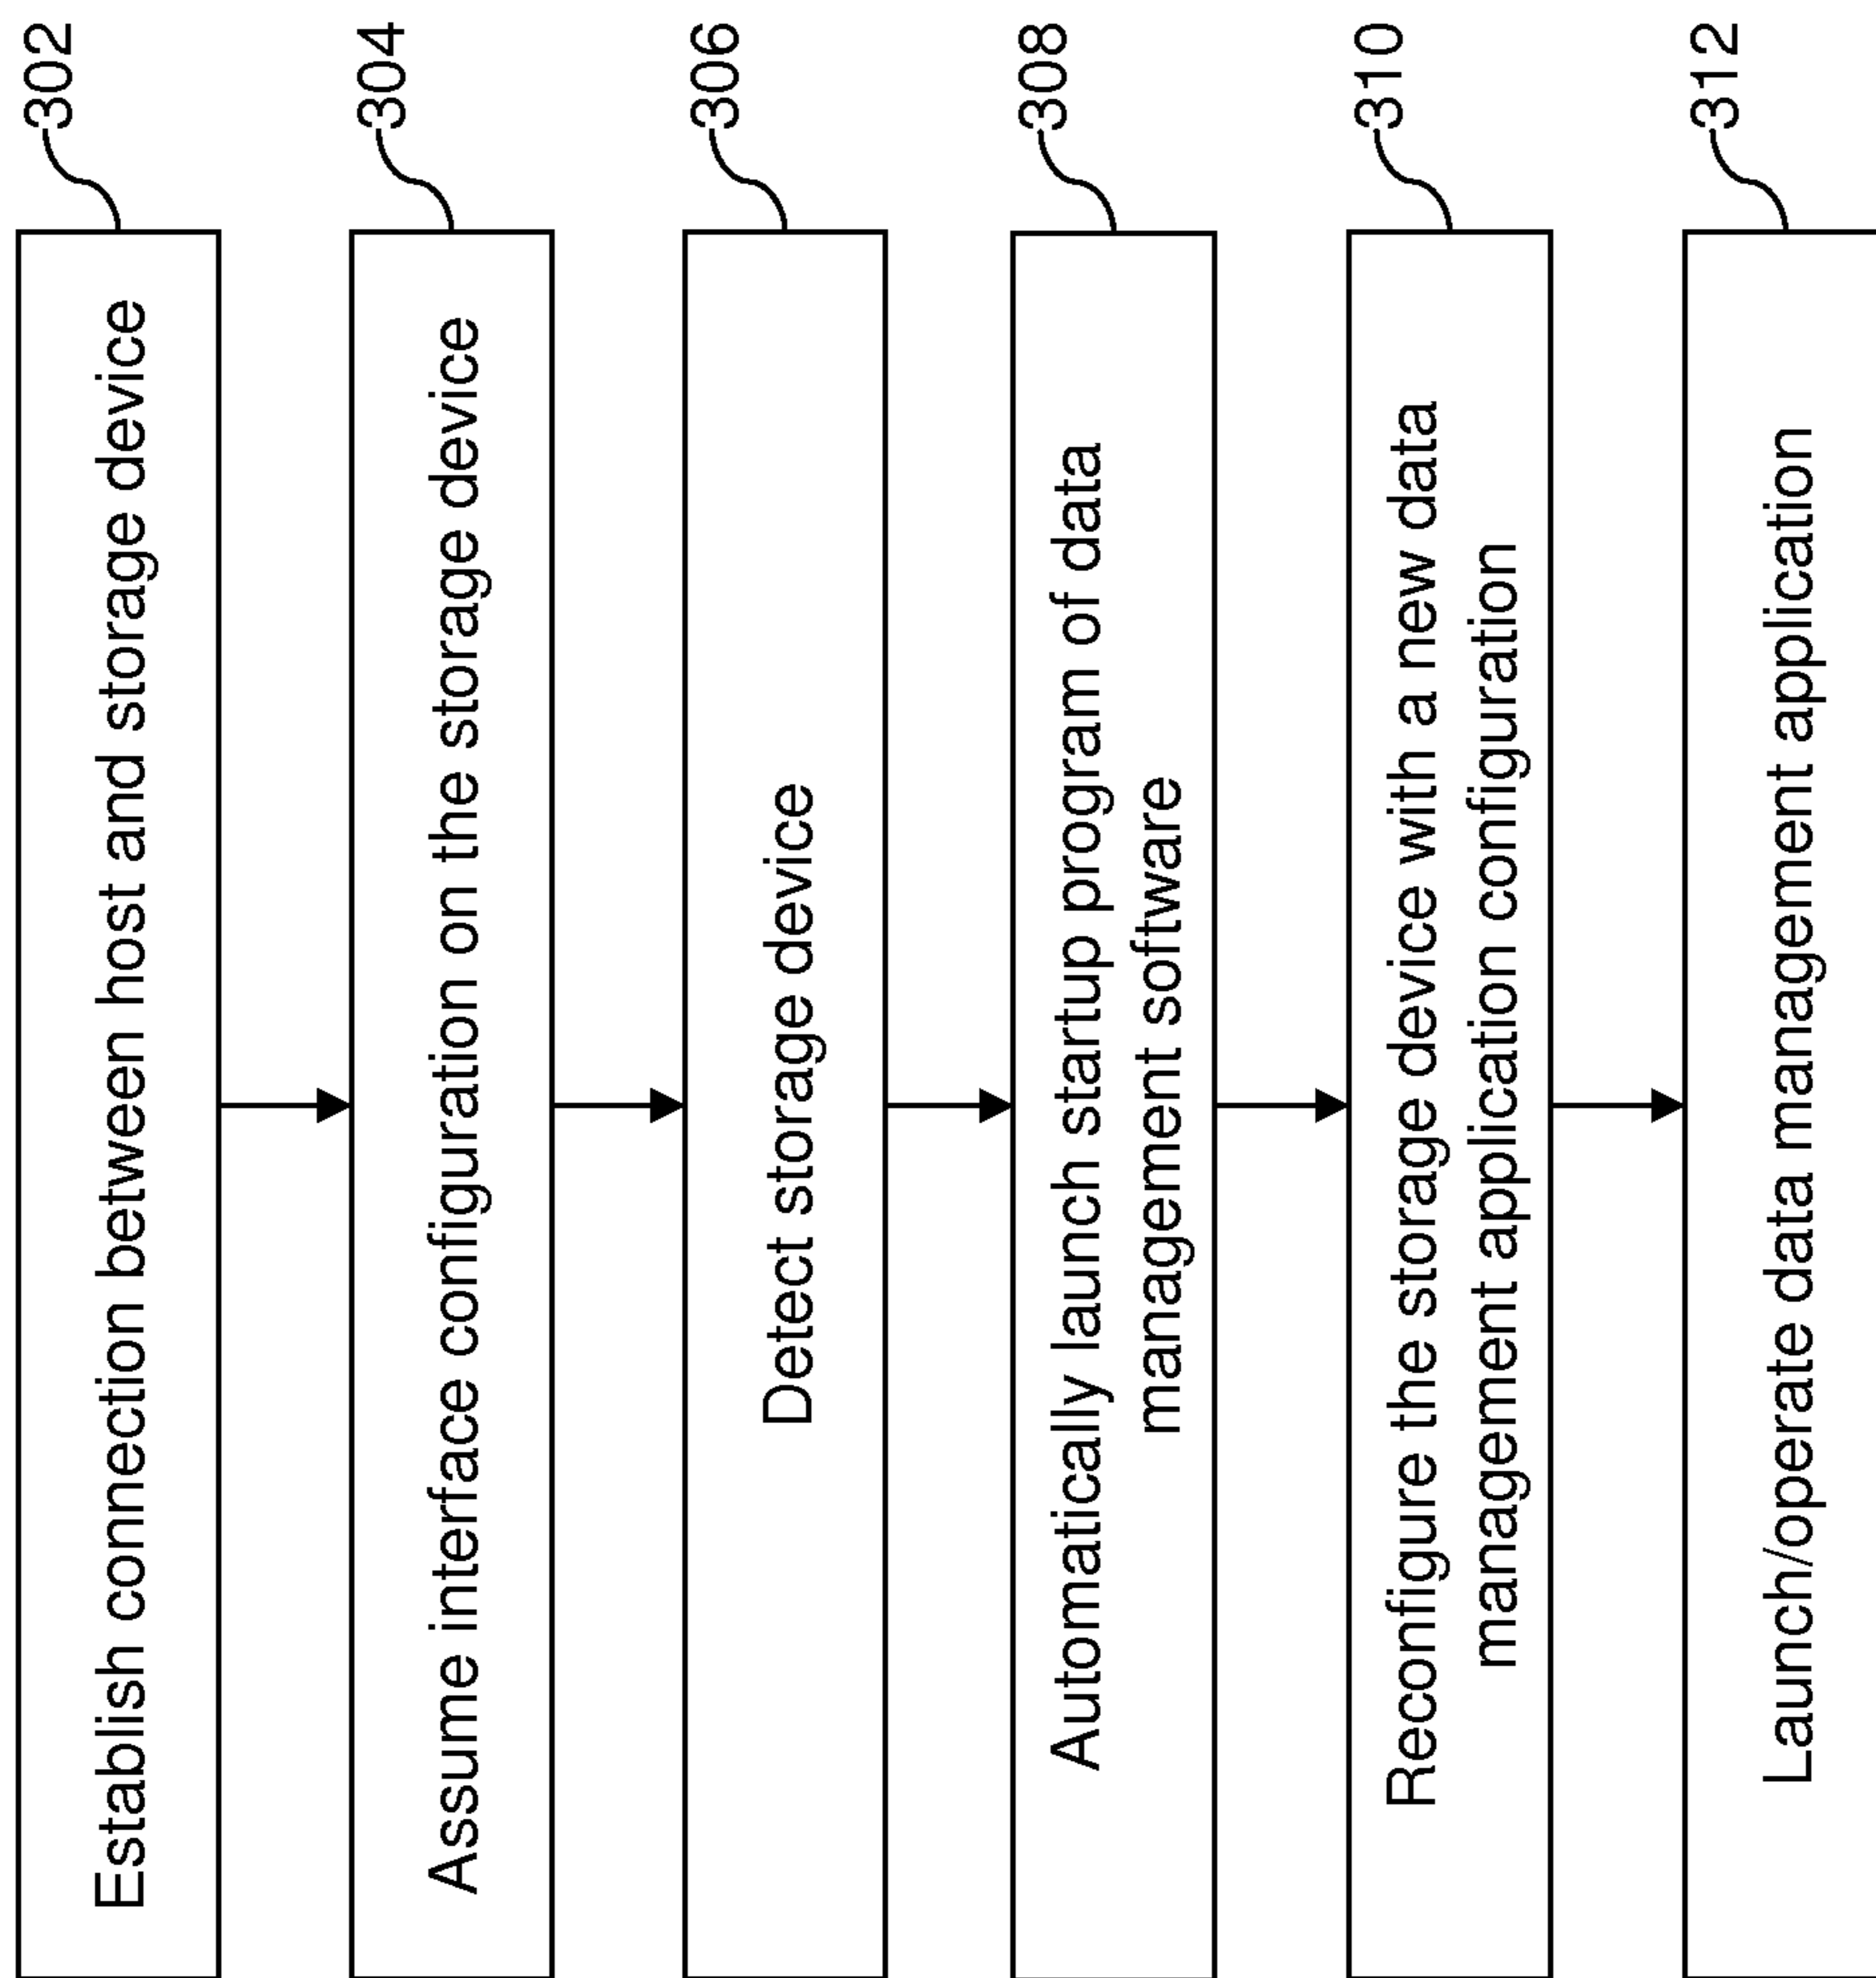 302
Establish connection between host and storage device
304
Assume interface configuration on the storage device
306
Detect storage device
308
Automatically launch startup program of data
management software
310
Reconfigure the storage device with a new data
management application configuration
312
Launch/operate data management application